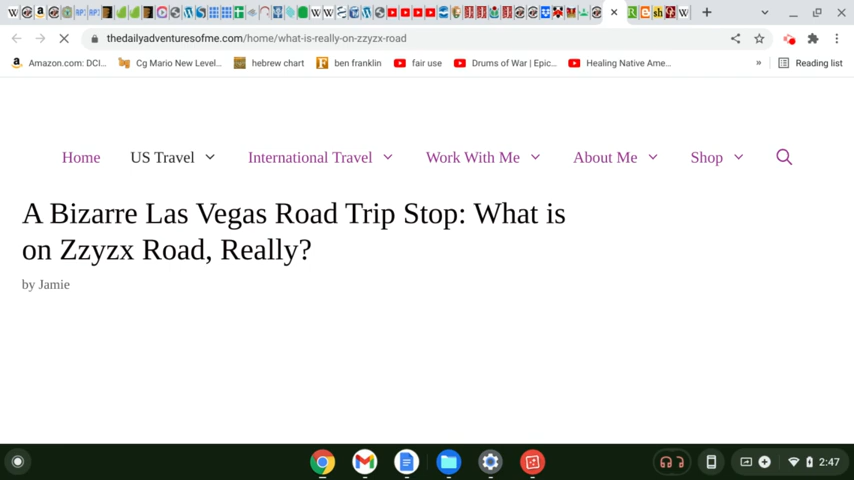 thedailyadventuresofme.com/home/what-is-really-on-zzyzx-road
Amazon.com: DCI... Cg Mario New Level... hebrew chart ben franklin fair use Drums of War | Epic... Healing Native Ame... » Reading list
Home US Travel International Travel Work With Me About Me Shop
A Bizarre Las Vegas Road Trip Stop: What is
on Zzyzx Road, Really?
by Jamie
2:47